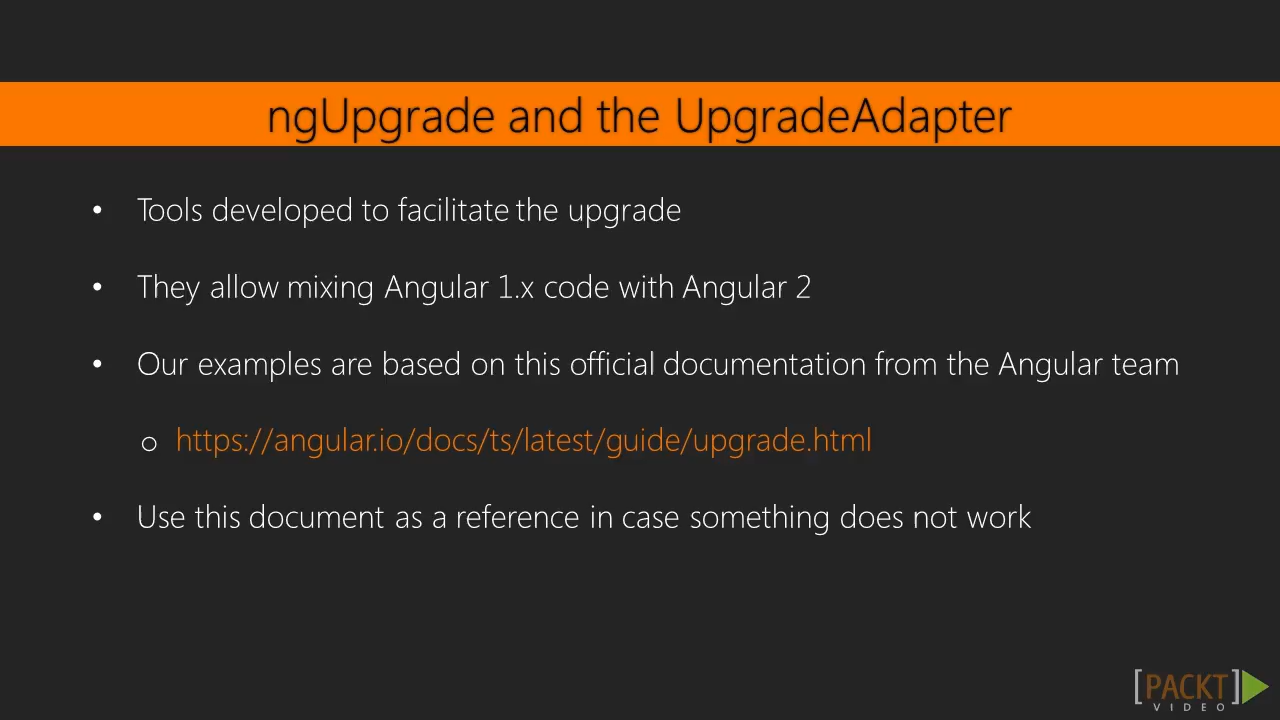 ngUpgrade and the UpgradeAdapter
• Tools developed to facilitate the upgrade
• They allow mixing Angular 1.x code with Angular 2
• Our examples are based on this official documentation from the Angular team
o https://angular.io/docs/ts/latest/guide/upgrade.html
• Use this document as a reference in case something does not work
[PACKT]
VIDEO